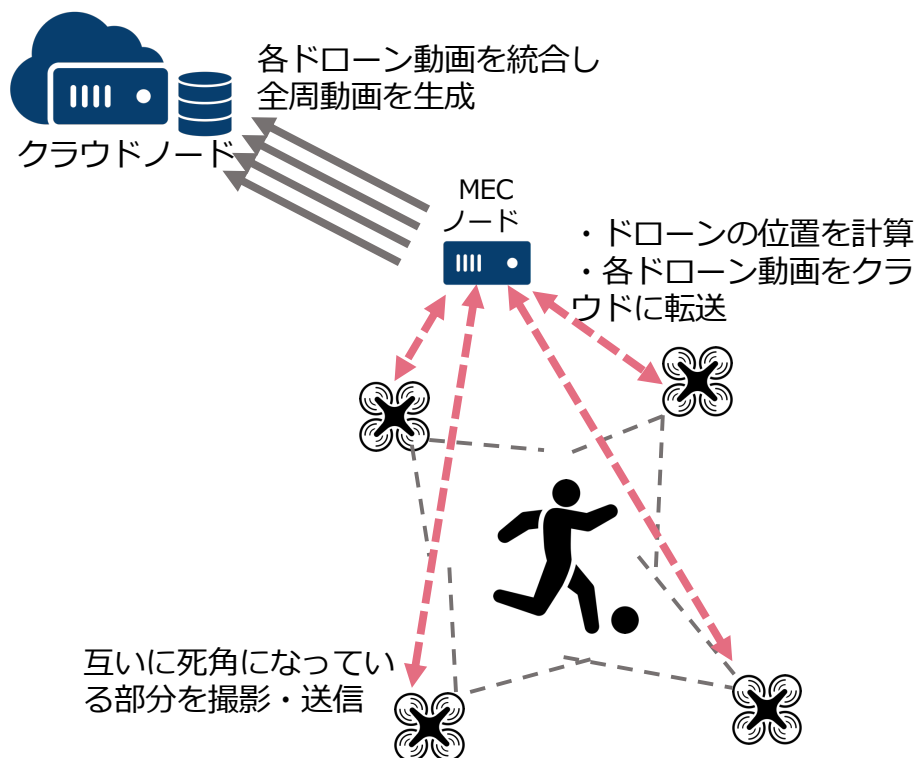 各ドローン動画を統合し
全周動画を生成
クラウドノード
MEC
ノード
・ドローンの位置を計算
・各ドローン動画をクラ
ウドに転送
互いに死角になってい
る部分を撮影・送信